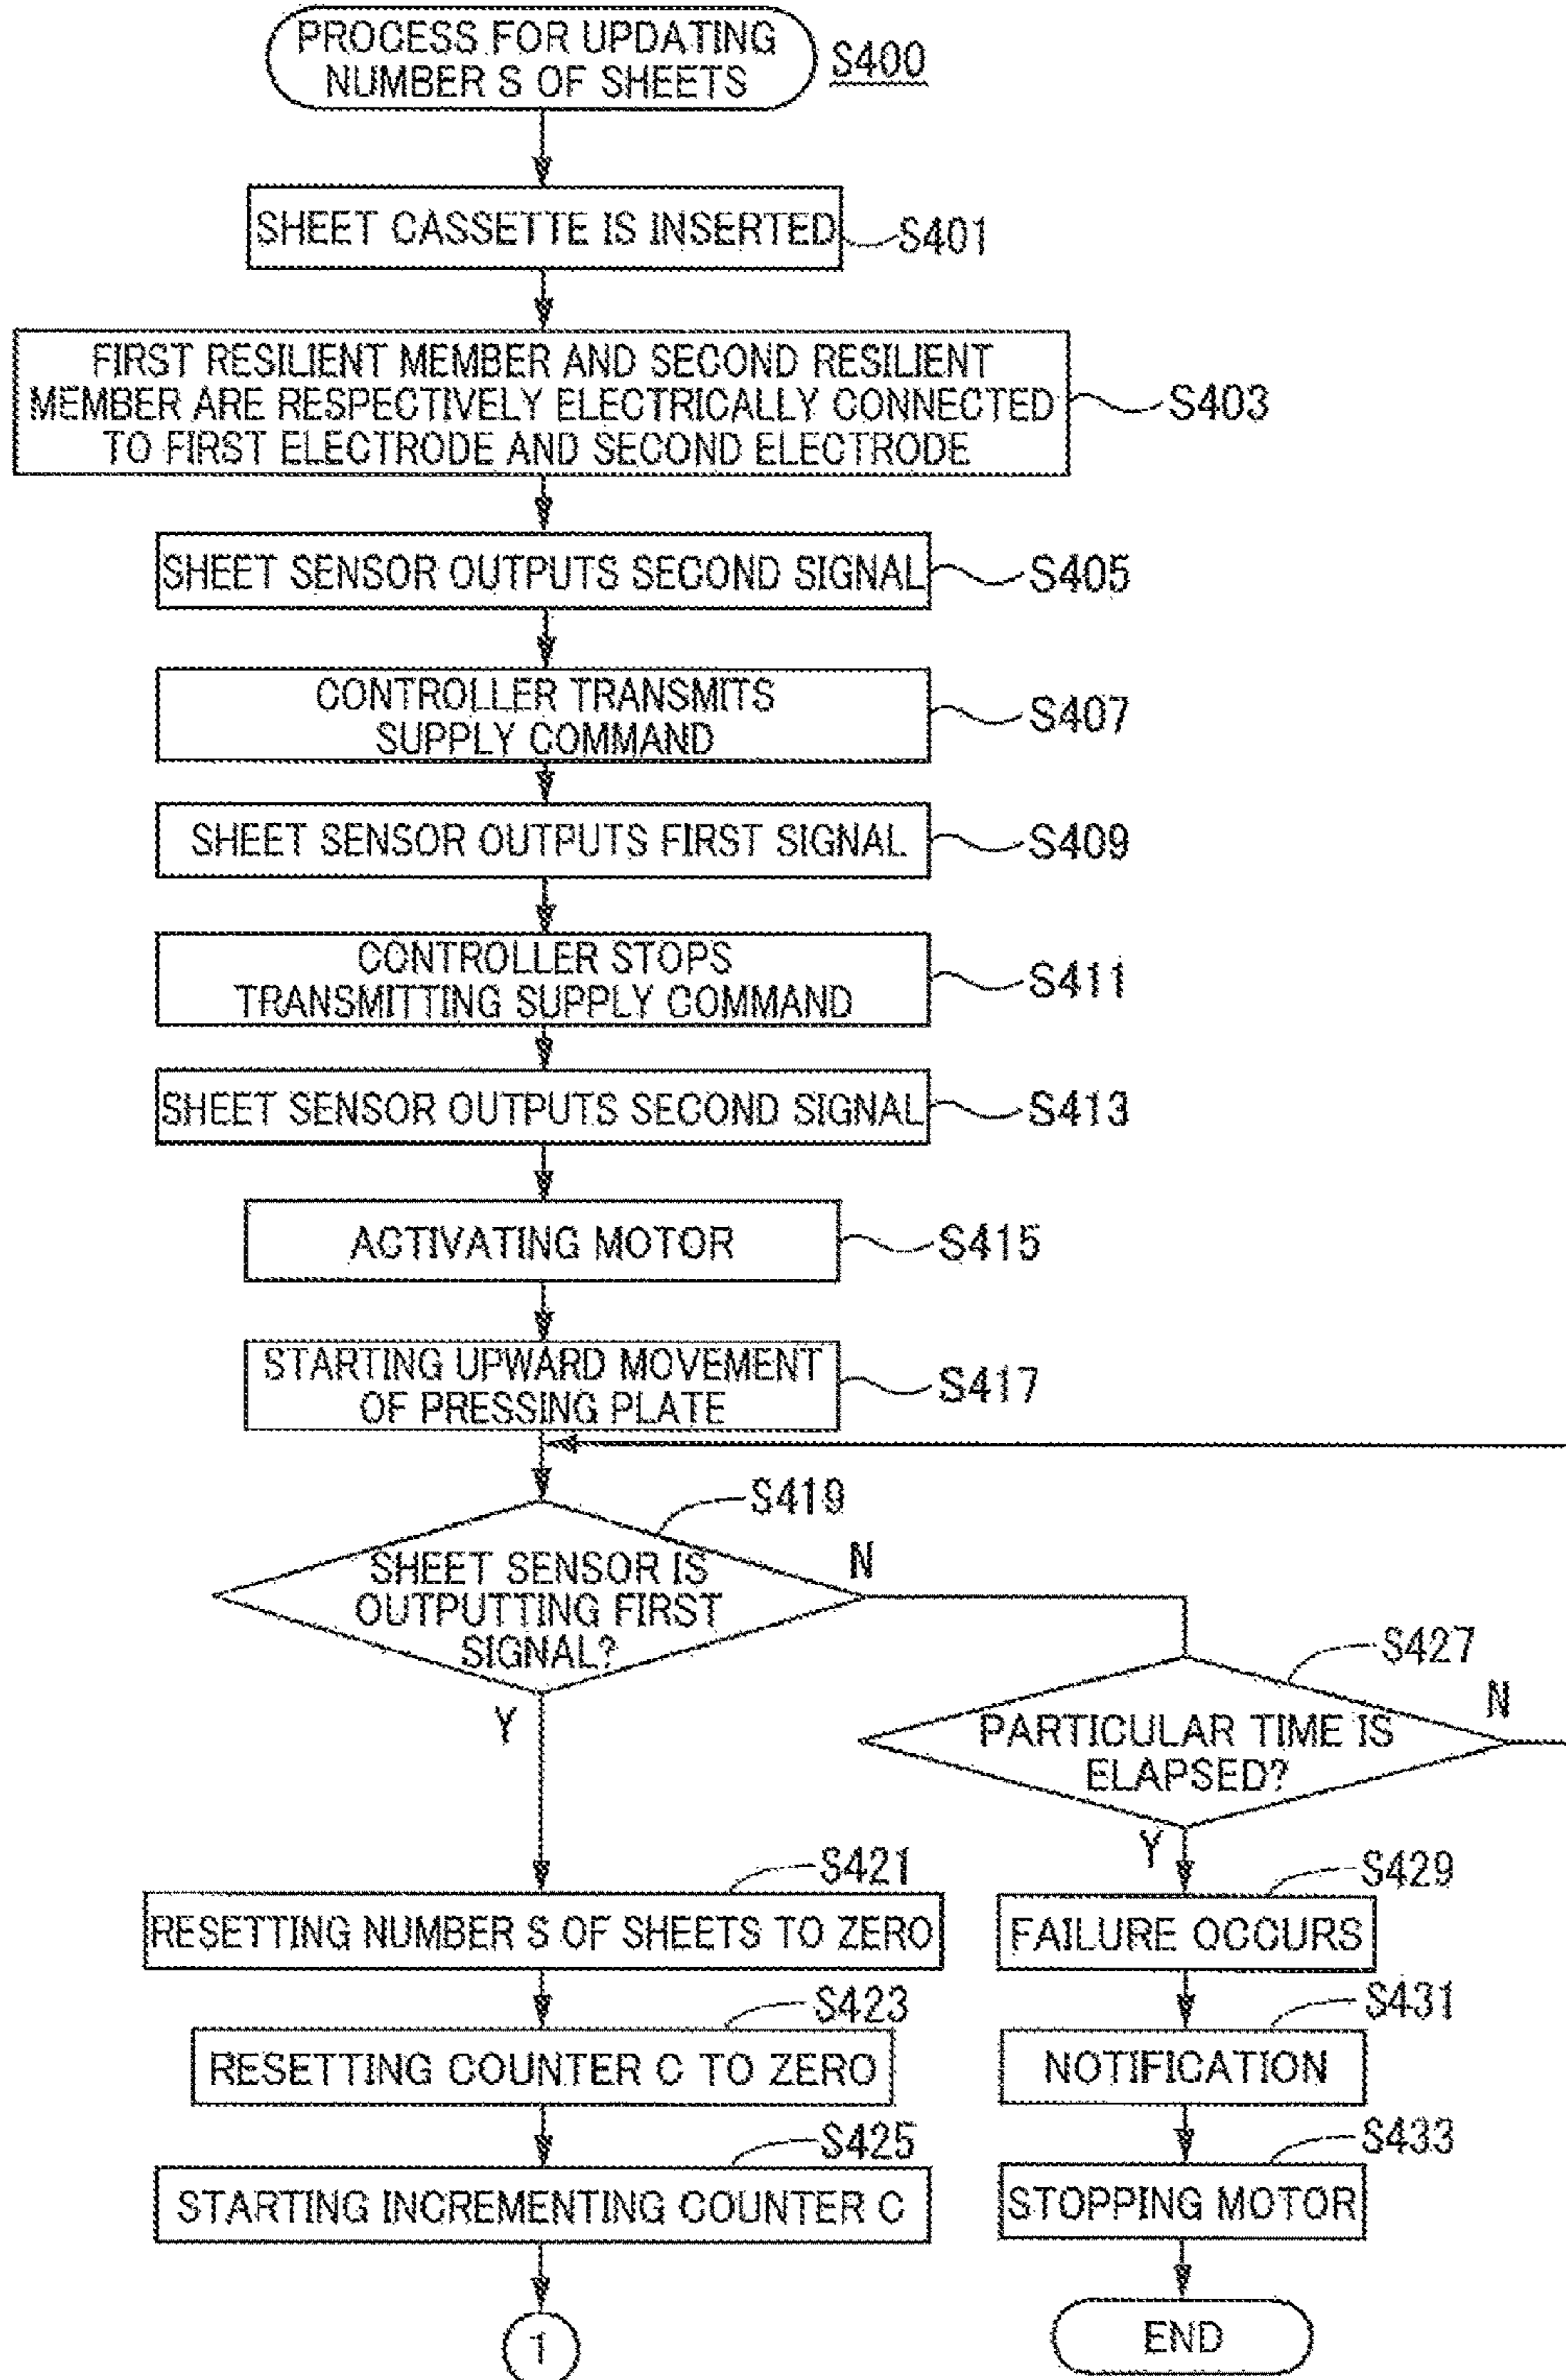 PROCESS FOR UPDATING
NUMBER S OF SHEETS
S400
SHEET CASSETTE IS INSERTED
S401
FIRST RESILIENT MEMBER AND SECOND RESILIENT
MEMBER ARE RESPECTIVELY ELECTRICALLY CONNECTED
TO FIRST ELECTRODE AND SECOND ELECTRODE
S403
SHEET SENSOR OUTPUTS SECOND SIGNAL
S405
CONTROLLER TRANSMITS
SUPPLY COMMAND
S407
SHEET SENSOR OUTPUTS FIRST SIGNAL
S409
CONTROLLER STOPS
TRANSMITTING SUPPLY COMMAND
S411
SHEET SENSOR OUTPUTS SECOND SIGNAL
S413
ACTIVATING MOTOR
S415
STARTING UPWARD MOVEMENT
OF PRESSING PLATE
S417
S419
SHEET SENSOR IS
OUTPUTTING FIRST
SIGNAL?
N
Y
S427
PARTICULAR TIME IS
ELAPSED?
N
Y
S421
RESETTING NUMBER S OF SHEETS TO ZERO
S429
FAILURE OCCURS
S423
RESETTING COUNTER C TO ZERO
S431
NOTIFICATION
S425
STARTING INCREMENTING COUNTER C
S433
STOPPING MOTOR
1
END